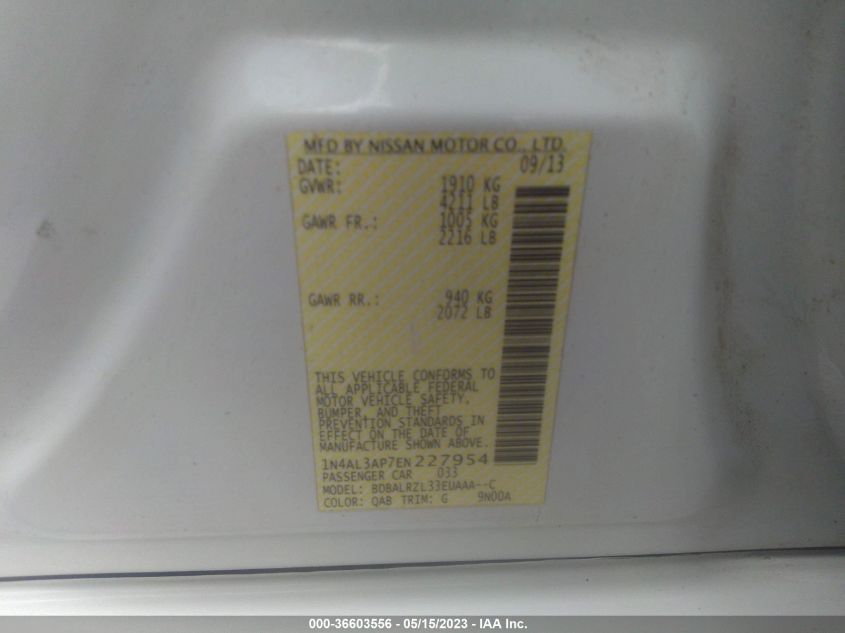 MFD BY NISSAN MOTOR CO., LTD.
DATE: 09/13
GVWR: 1910 KG
4211 LB
GAWR FR.: 1005 KG
2216 LB
GAWR RR.: 940 KG
2072 LB
THIS VEHICLE CONFORMS TO
ALL APPLICABLE FEDERAL
MOTOR VEHICLE SAFETY,
BUMPER, AND THEFT
PREVENTION STANDARDS IN
EFFECT ON THE DATE OF
MANUFACTURE SHOWN ABOVE.
1N4AL3AP7EN227954
PASSENGER CAR 033
MODEL: BDBALRZL33EUAAA--C
COLOR: QAB TRIM: G 9N00A
000-36603556 - 05/15/2023 - IAA Inc.